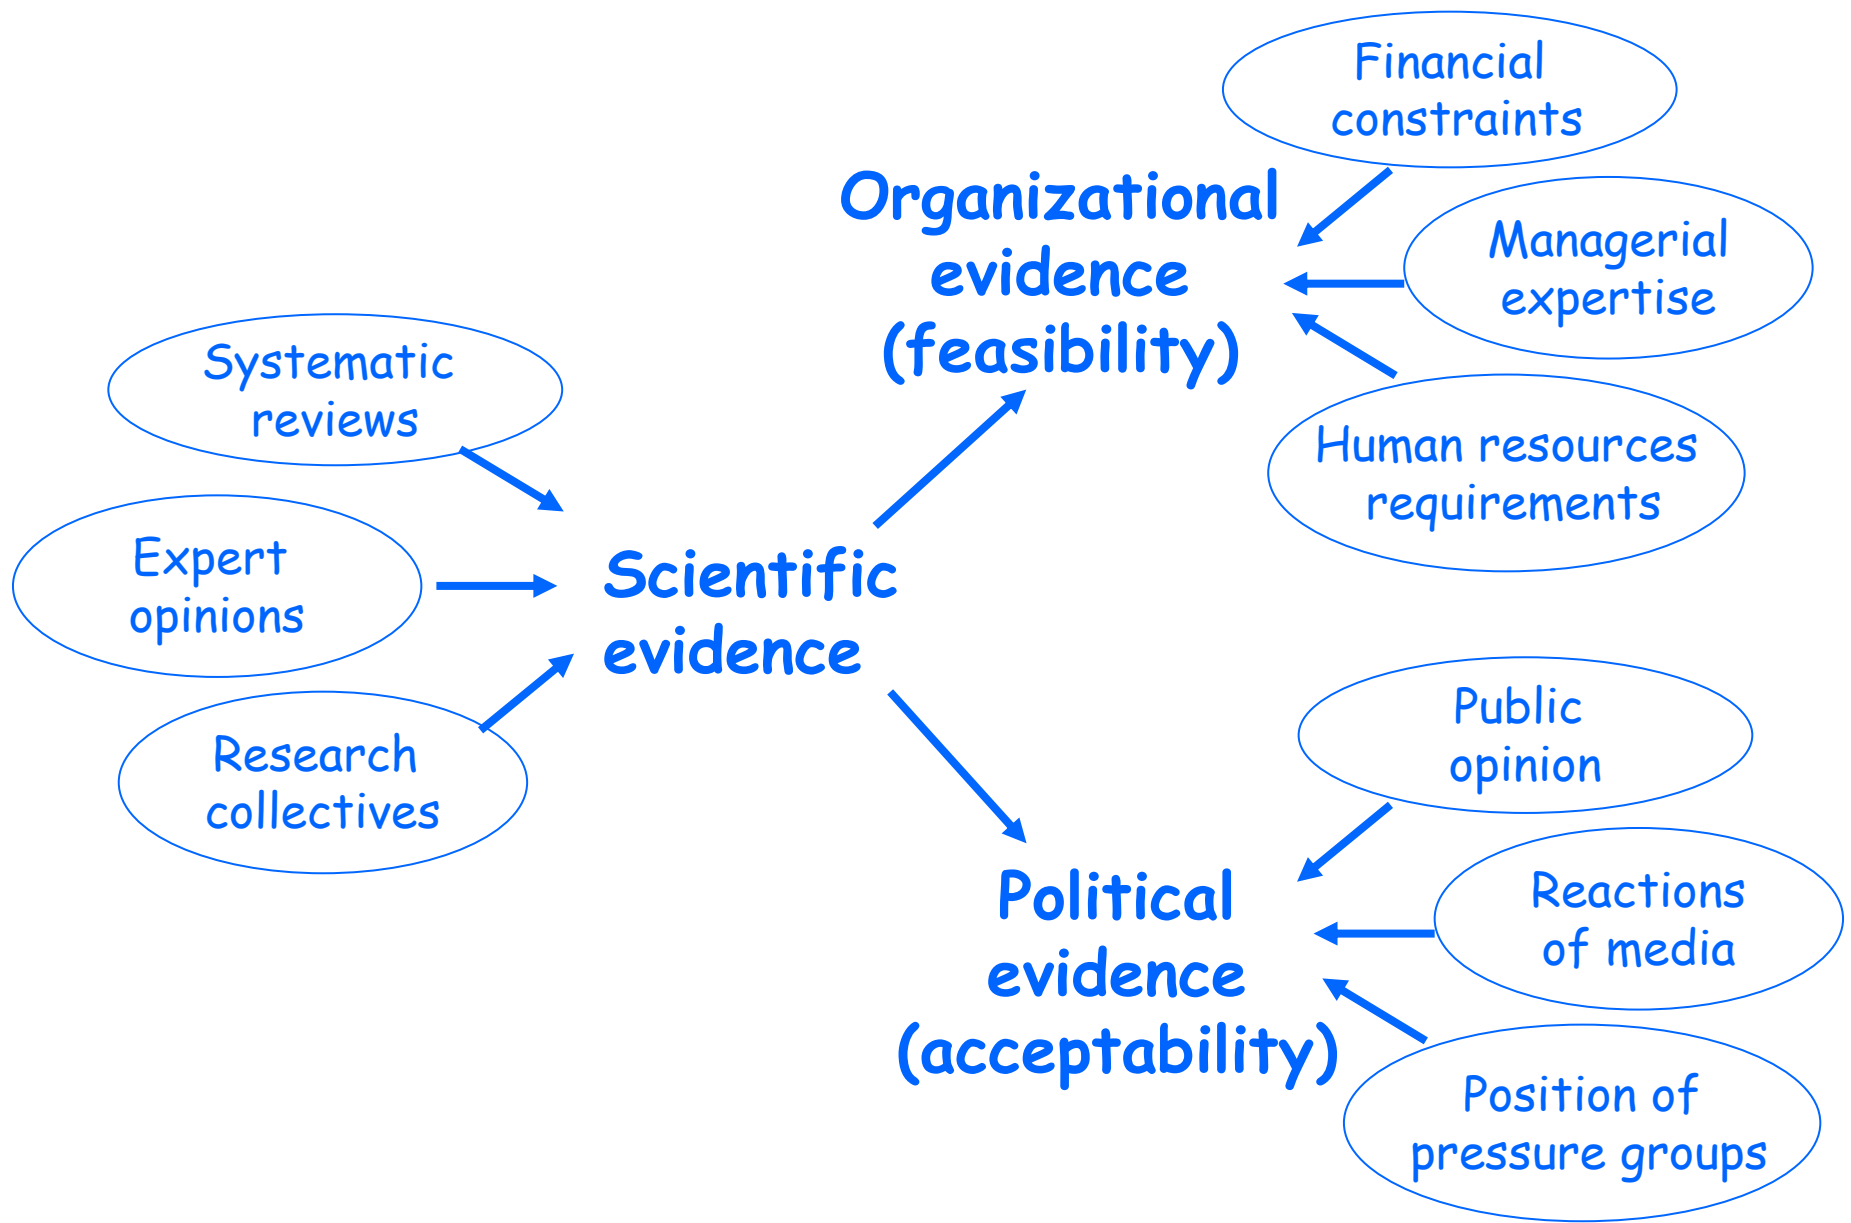 Financial
constraints
Organizational
evidence
(feasibility)
Managerial
expertise
Human resources
requirements
Systematic
reviews
Expert
opinions
Research
collectives
Scientific
evidence
Public
opinion
Political
evidence
(acceptability)
Reactions
of media
Position of
pressure groups